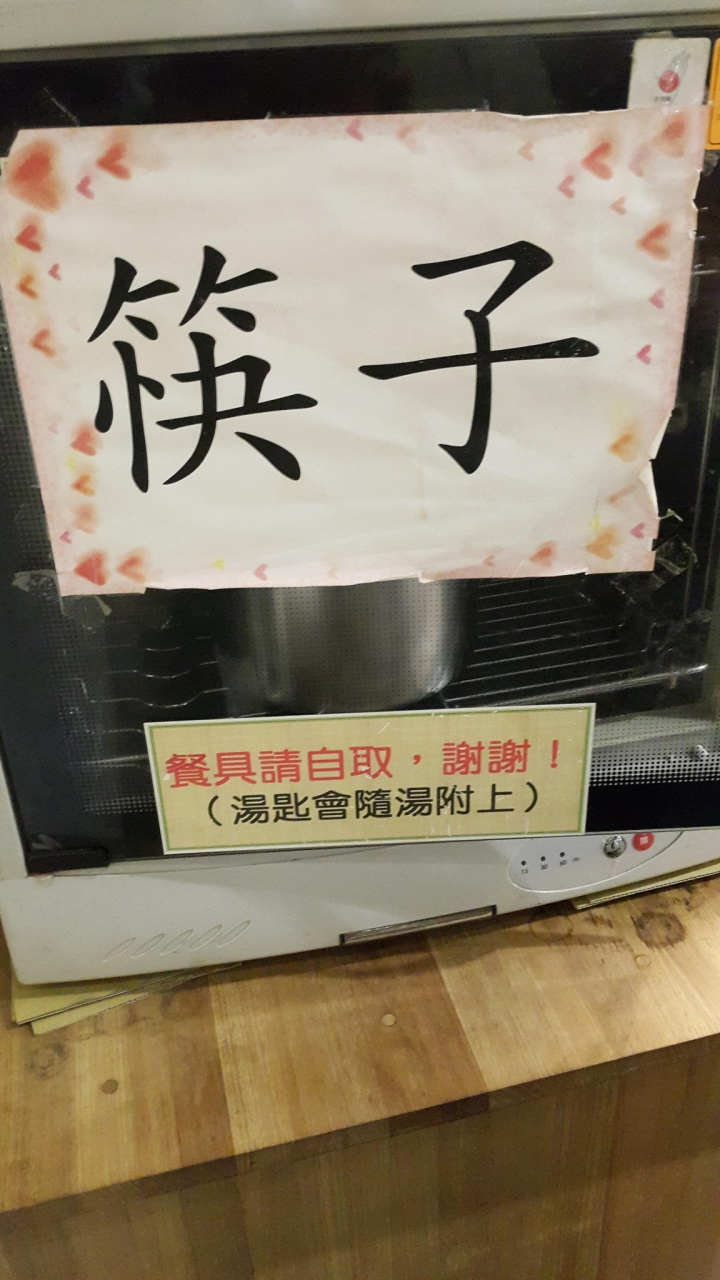 筷子
餐具請自取，謝謝！
（湯匙會隨湯附上）